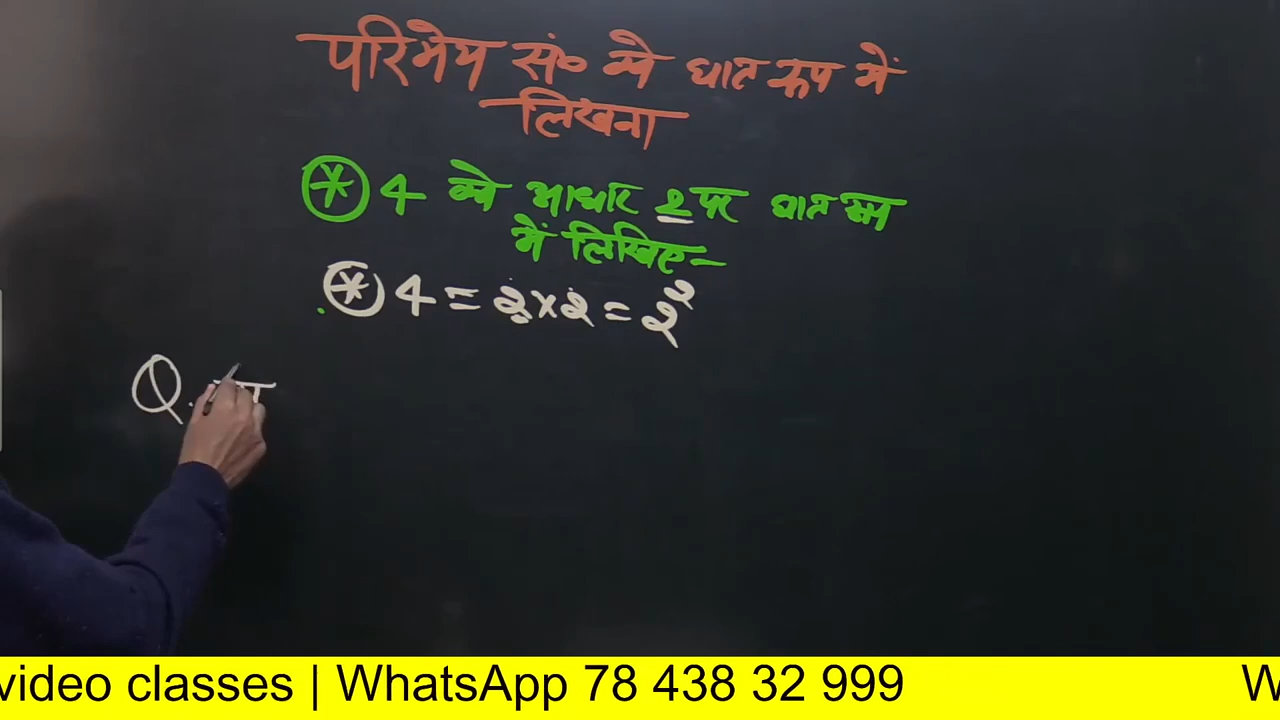 परिमेय सं० को घात रूप में
लिखना
* 4 को आधार 2 पर घात रूप
में लिखिए-
* 4 = 2 x 2 = 2²
Q.
video classes | WhatsApp 78 438 32 999
W